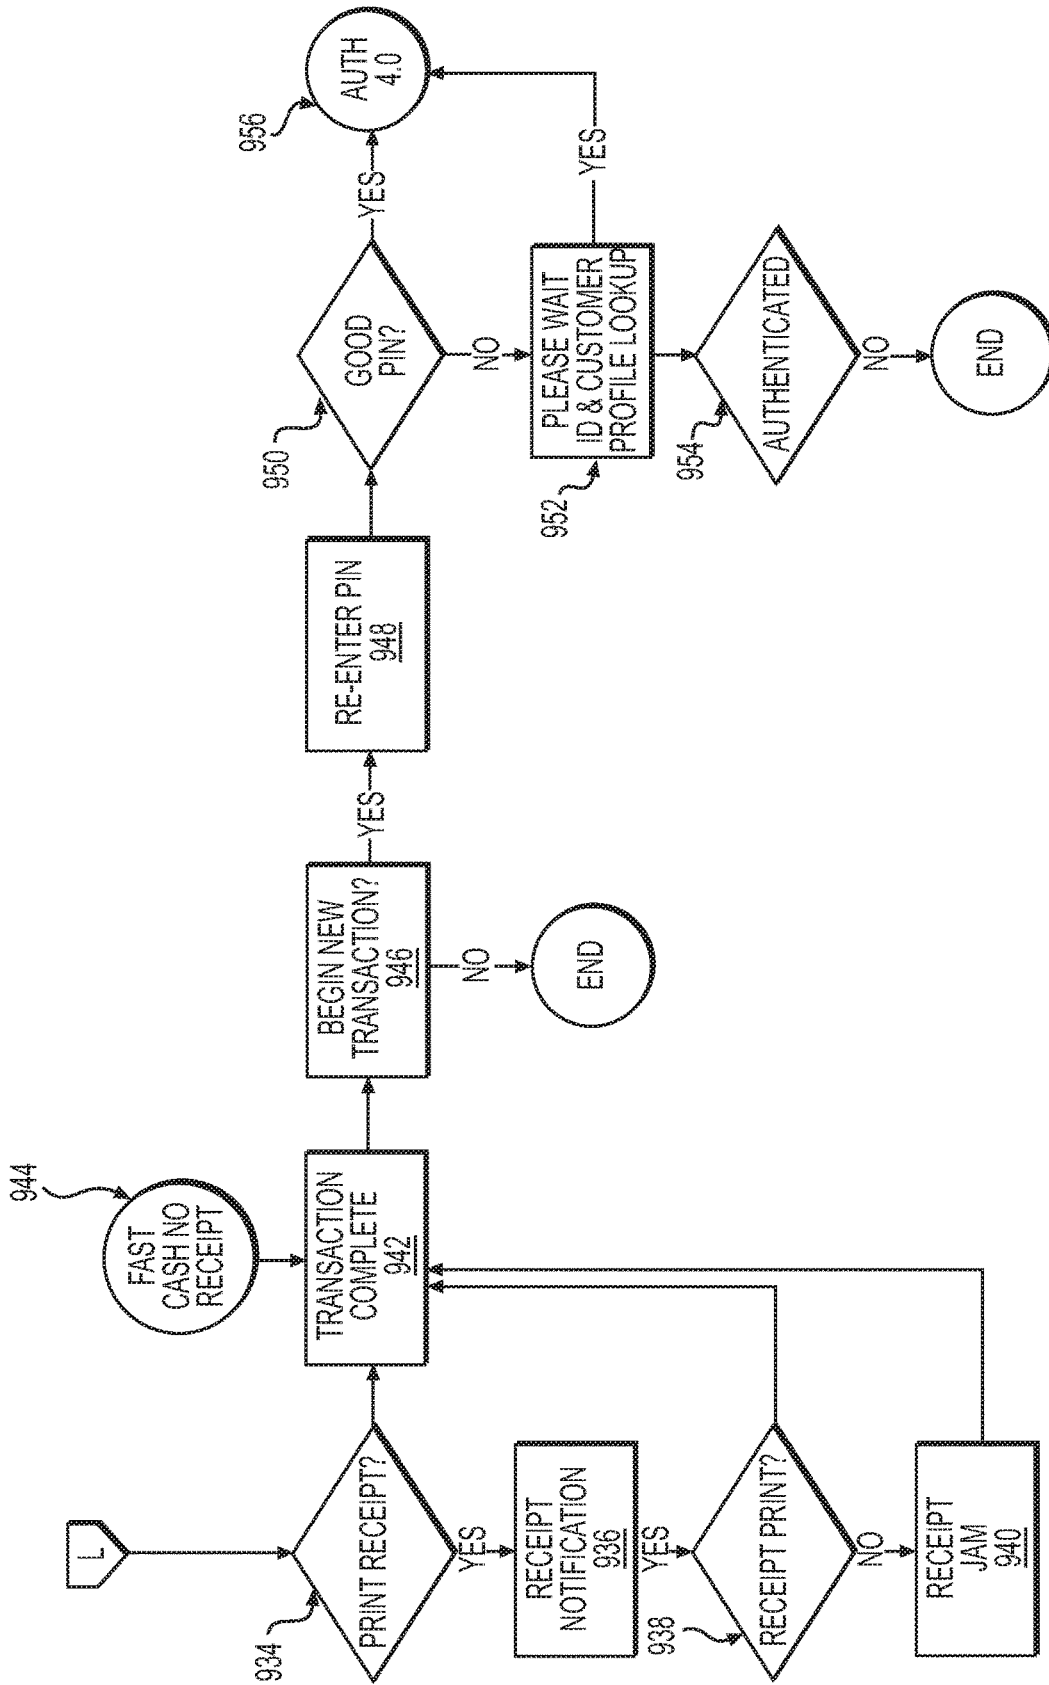 L
934
PRINT RECEIPT?
YES
RECEIPT
NOTIFICATION
936
YES
938
RECEIPT PRINT?
NO
RECEIPT
JAM
940
944
FAST
CASH NO
RECEIPT
TRANSACTION
COMPLETE
942
BEGIN NEW
TRANSACTION?
946
NO
END
YES
RE-ENTER PIN
948
950
GOOD
PIN?
YES
956
AUTH
4.0
NO
952
PLEASE WAIT
ID & CUSTOMER
PROFILE LOOKUP
YES
954
AUTHENTICATED
NO
END